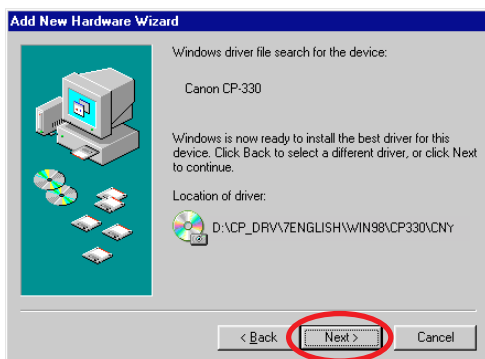 Add New Hardware Wizard
Windows driver file search for the device:
Canon CP-330
Windows is now ready to install the best driver for this
device. Click Back to select a different driver, or click Next
to continue.
Location of driver:
D:\CP_DRV\7ENGLISH\WIN98\CP330\CNY
< Back
Next >
Cancel